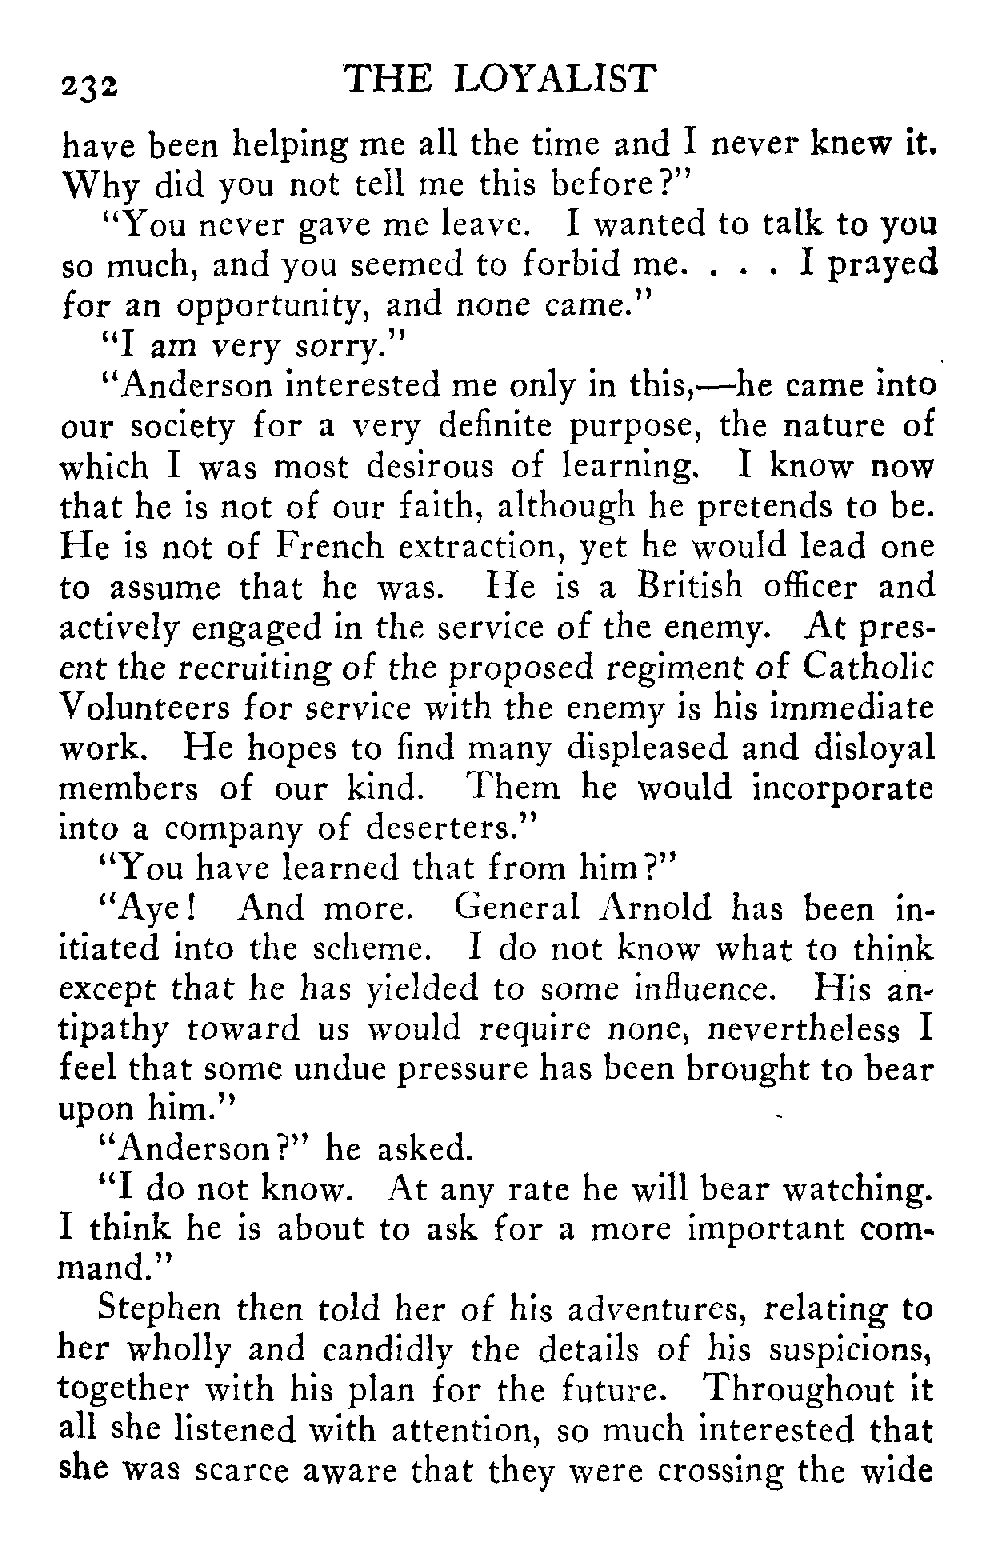 232 THE LOYALIST
have been helping me all the time and I never knew it.
Why did you not tell me this before?"
"You never gave me leave. I wanted to talk to you
so much, and you seemed to forbid me. . . . I prayed
for an opportunity, and none came."
"I am very sorry."
"Anderson interested me only in this,—he came into
our society for a very definite purpose, the nature of
which I was most desirous of learning. I know now
that he is not of our faith, although he pretends to be.
He is not of French extraction, yet he would lead one
to assume that he was. He is a British officer and
actively engaged in the service of the enemy. At pres-
ent the recruiting of the proposed regiment of Catholic
Volunteers for service with the enemy is his immediate
work. He hopes to find many displeased and disloyal
members of our kind. Them he would incorporate
into a company of deserters."
"You have learned that from him?"
"Aye! And more. General Arnold has been in-
itiated into the scheme. I do not know what to think
except that he has yielded to some influence. His an-
tipathy toward us would require none, nevertheless I
feel that some undue pressure has been brought to bear
upon him."
"Anderson?" he asked.
"I do not know. At any rate he will bear watching.
I think he is about to ask for a more important com-
mand."
Stephen then told her of his adventures, relating to
her wholly and candidly the details of his suspicions,
together with his plan for the future. Throughout it
all she listened with attention, so much interested that
she was scarce aware that they were crossing the wide